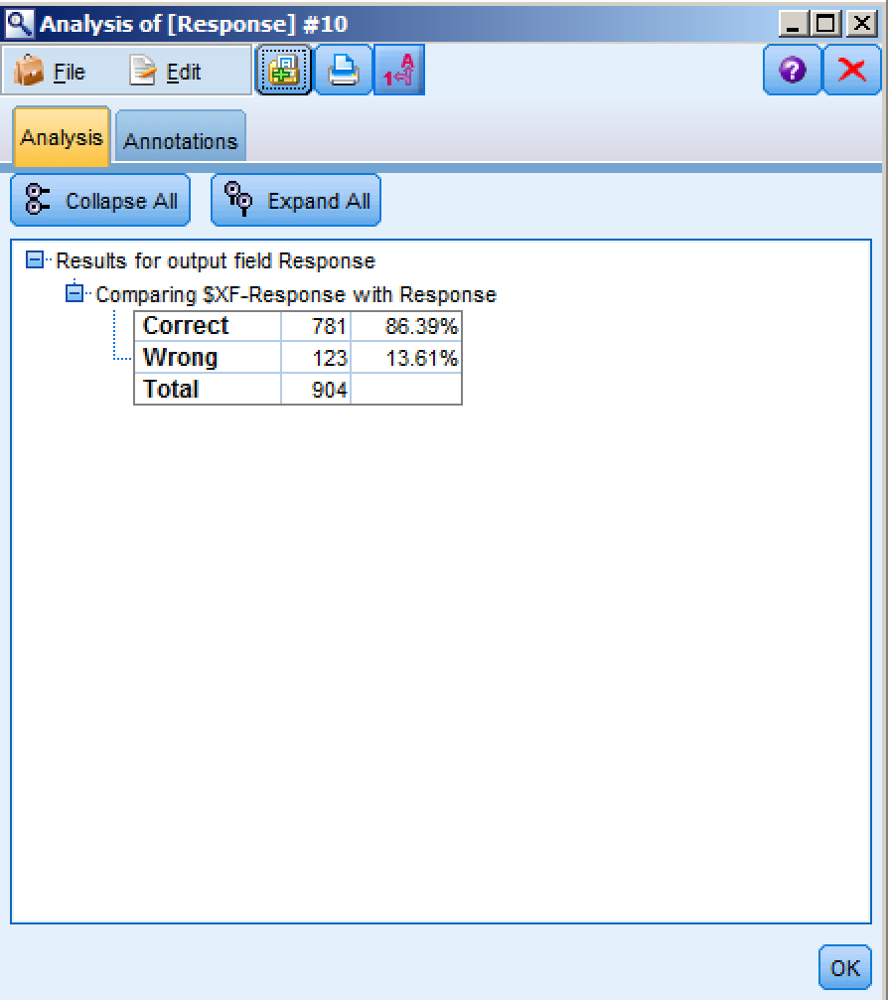 Analysis of [Response] #10
File Edit
Analysis Annotations
Collapse All Expand All
Results for output field Response
Comparing $XF-Response with Response
Correct 781 86.39%
Wrong 123 13.61%
Total 904
OK